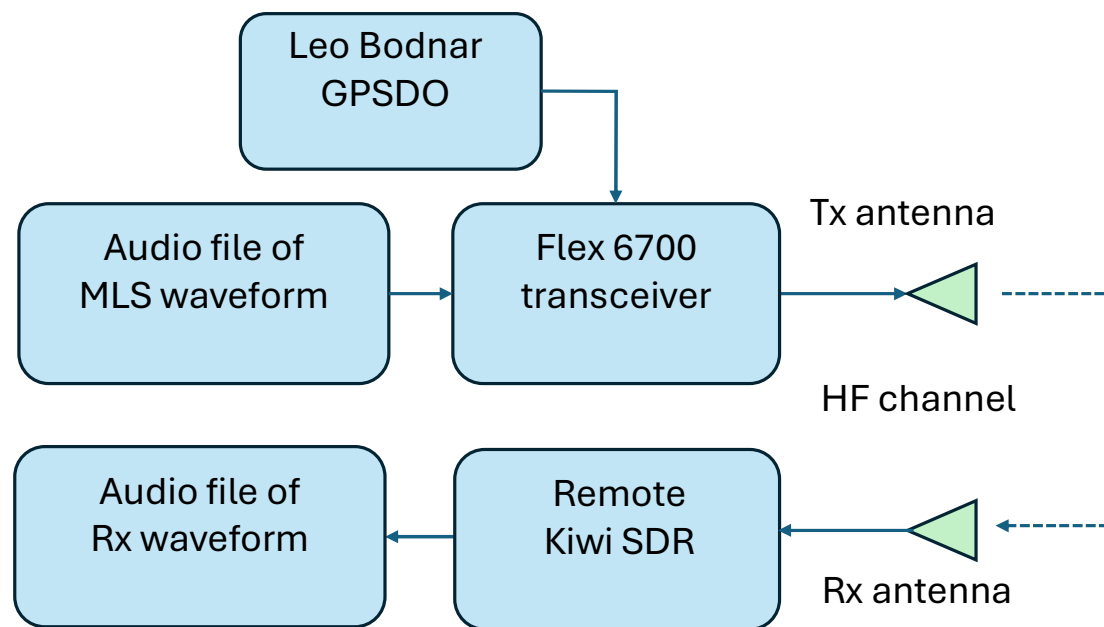 Leo Bodnar
GPSDO
Audio file of
MLS waveform
Flex 6700
transceiver
Tx antenna
HF channel
Audio file of
Rx waveform
Remote
Kiwi SDR
Rx antenna